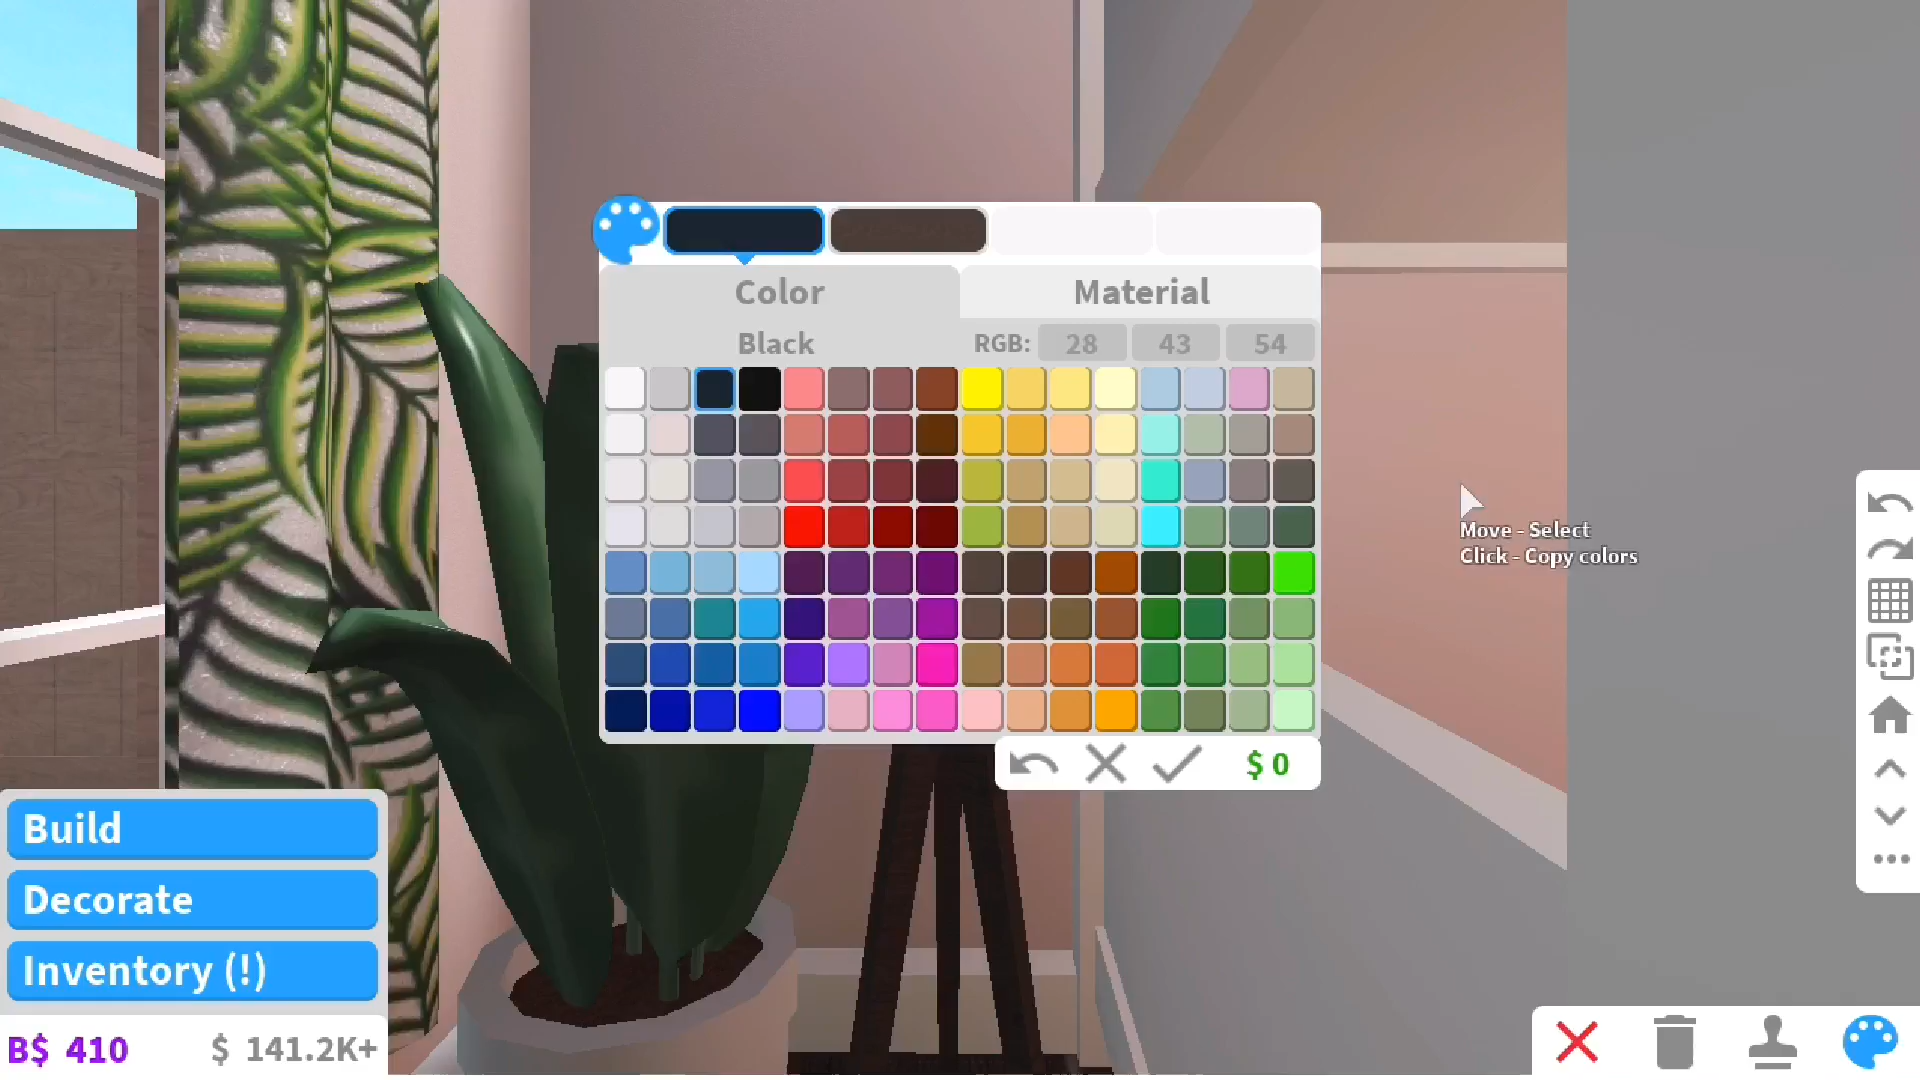 Color
Material
Black
RGB: 28 43 54
Move - Select
Click - Copy colors
$ 0
Build
Decorate
Inventory (!)
B$ 410
$ 141.2K+